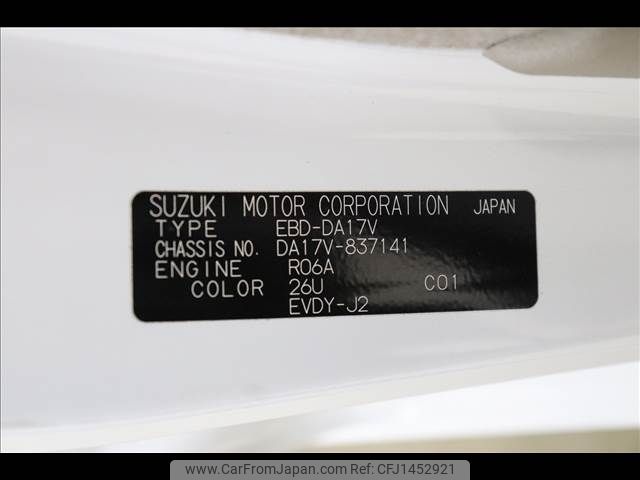 SUZUKI MOTOR CORPORATION JAPAN
TYPE EBD-DA17V
CHASSIS NO. DA17V-837141
ENGINE R06A
COLOR 26U C01
EVDY-J2
www.CarFromJapan.com for CFJ1452921